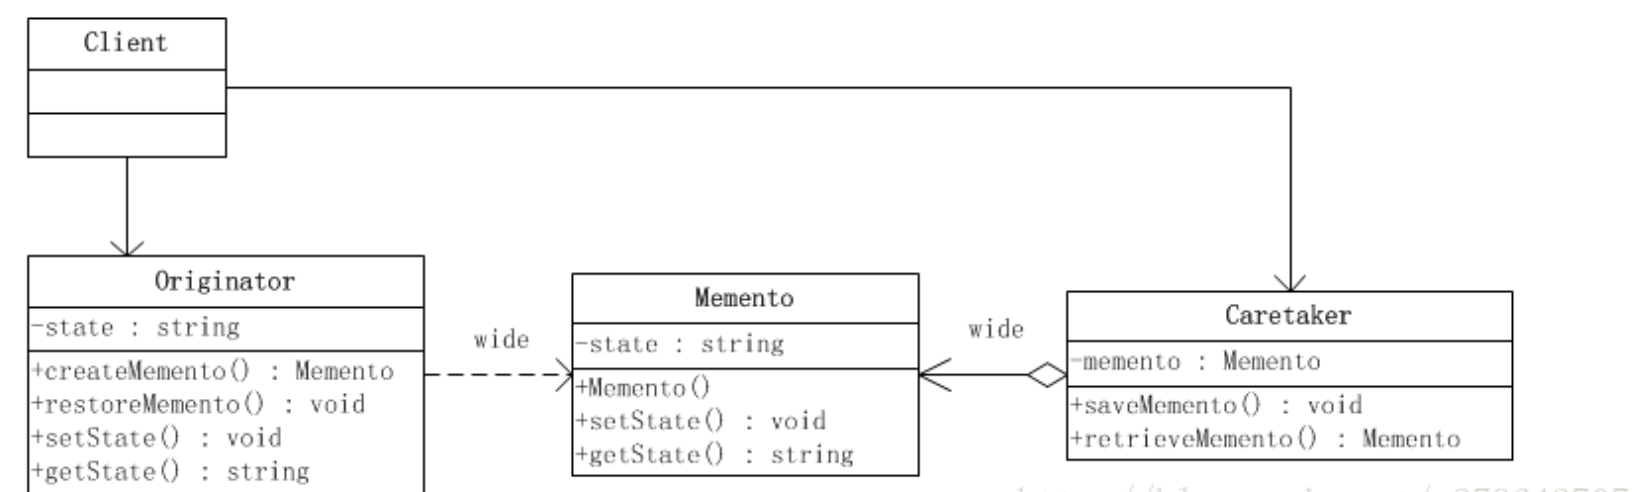 Client
Originator
-state : string
+createMemento() : Memento
+restoreMemento() : void
+setState() : void
+getState() : string
wide
Memento
-state : string
+Memento()
+setState() : void
+getState() : string
wide
Caretaker
-memento : Memento
+saveMemento() : void
+retrieveMemento() : Memento